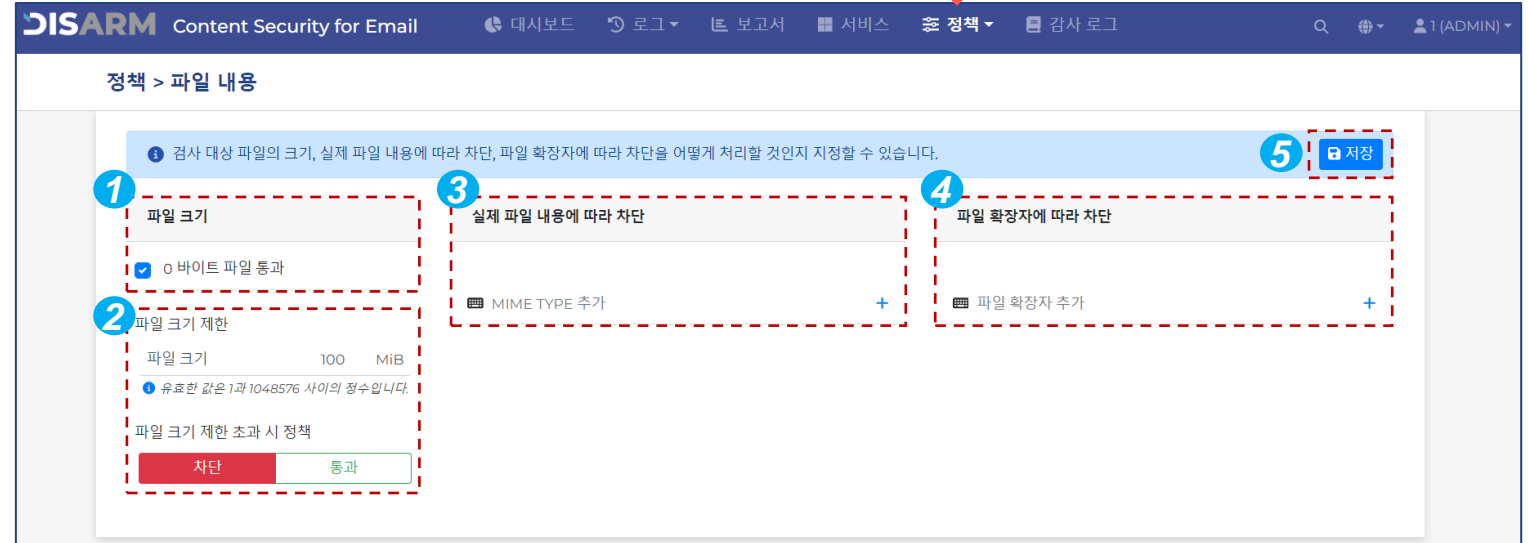 DISARM Content Security for Email 대시보드 로그 보고서 서비스 정책 감사 로그 1 (ADMIN)
정책 > 파일 내용
검사 대상 파일의 크기, 실제 파일 내용에 따라 차단, 파일 확장자에 따라 차단을 어떻게 처리할 것인지 지정할 수 있습니다.
5 저장
1
파일 크기
0 바이트 파일 통과
2
파일 크기 제한
파일 크기 100 MiB
유효한 값은 1과 1048576 사이의 정수입니다.
파일 크기 제한 초과 시 정책
차단 통과
3
실제 파일 내용에 따라 차단
MIME TYPE 추가 +
4
파일 확장자에 따라 차단
파일 확장자 추가 +